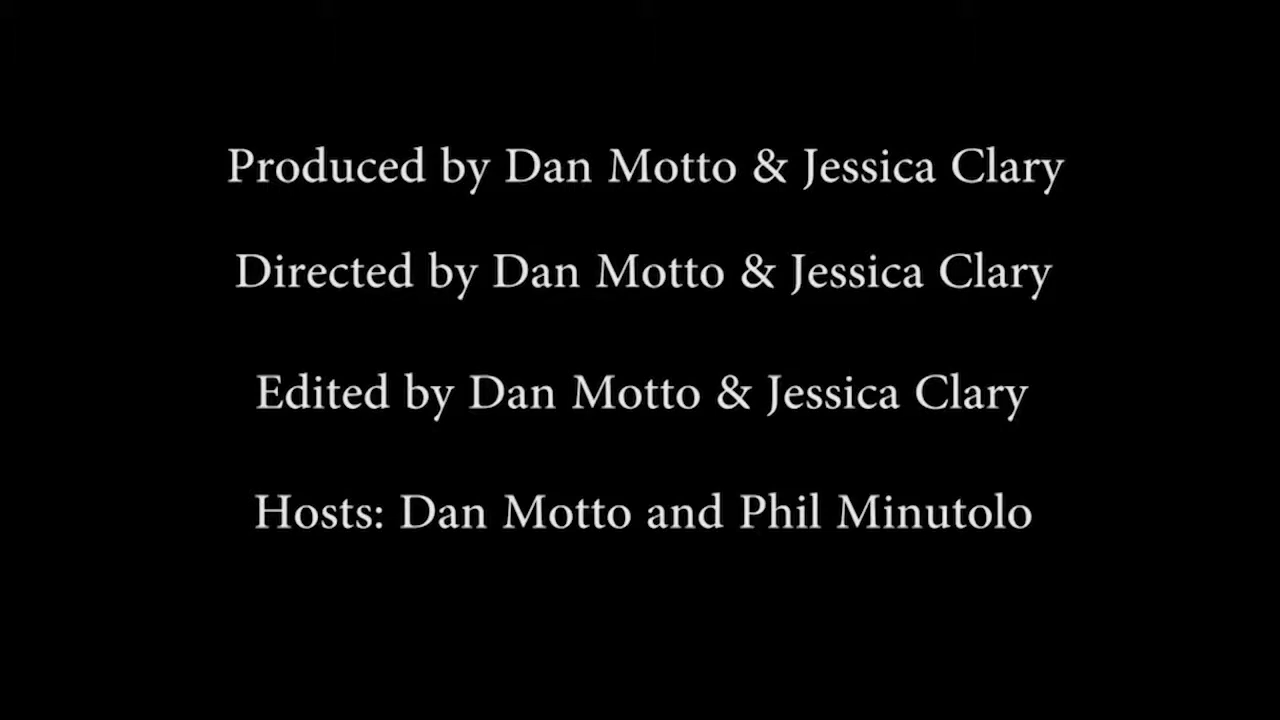 Produced by Dan Motto & Jessica Clary
Directed by Dan Motto & Jessica Clary
Edited by Dan Motto & Jessica Clary
Hosts: Dan Motto and Phil Minutolo